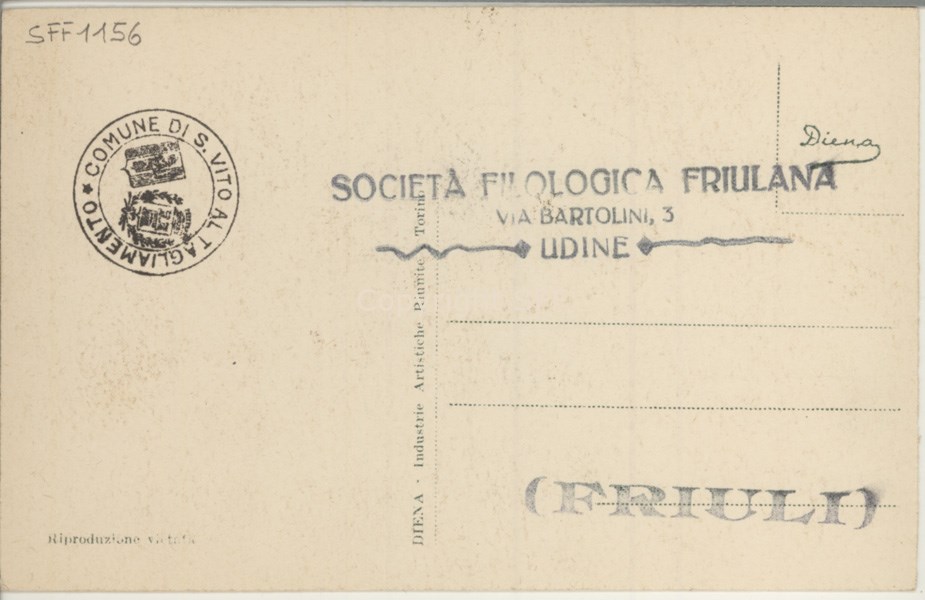 SFF1156
★ COMUNE DI S. VITO AL TAGLIAMENTO
Diena
SOCIETÀ FILOLOGICA FRIULANA
VIA BARTOLINI, 3
UDINE
DIENA · Industrie Artistiche Riunite Torino
(FRIULI)
Riproduzione vietata